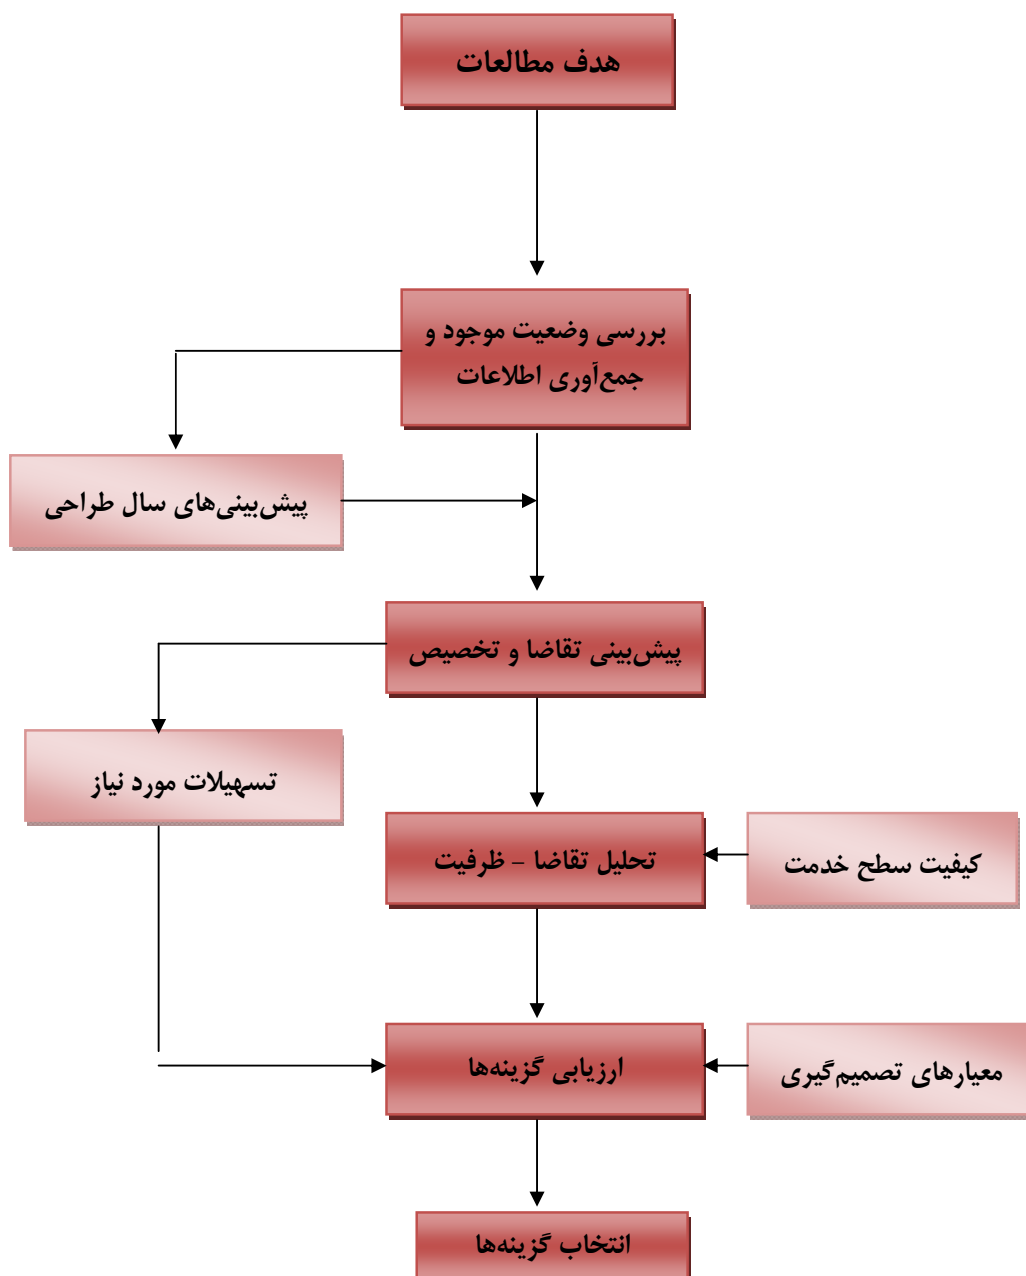 هدف مطالعات
بررسی وضعیت موجود و
جمع‌آوری اطلاعات
پیش‌بینی‌های سال طراحی
پیش‌بینی تقاضا و تخصیص
تسهیلات مورد نیاز
تحلیل تقاضا - ظرفیت
کیفیت سطح خدمت
ارزیابی گزینه‌ها
معیارهای تصمیم‌گیری
انتخاب گزینه‌ها